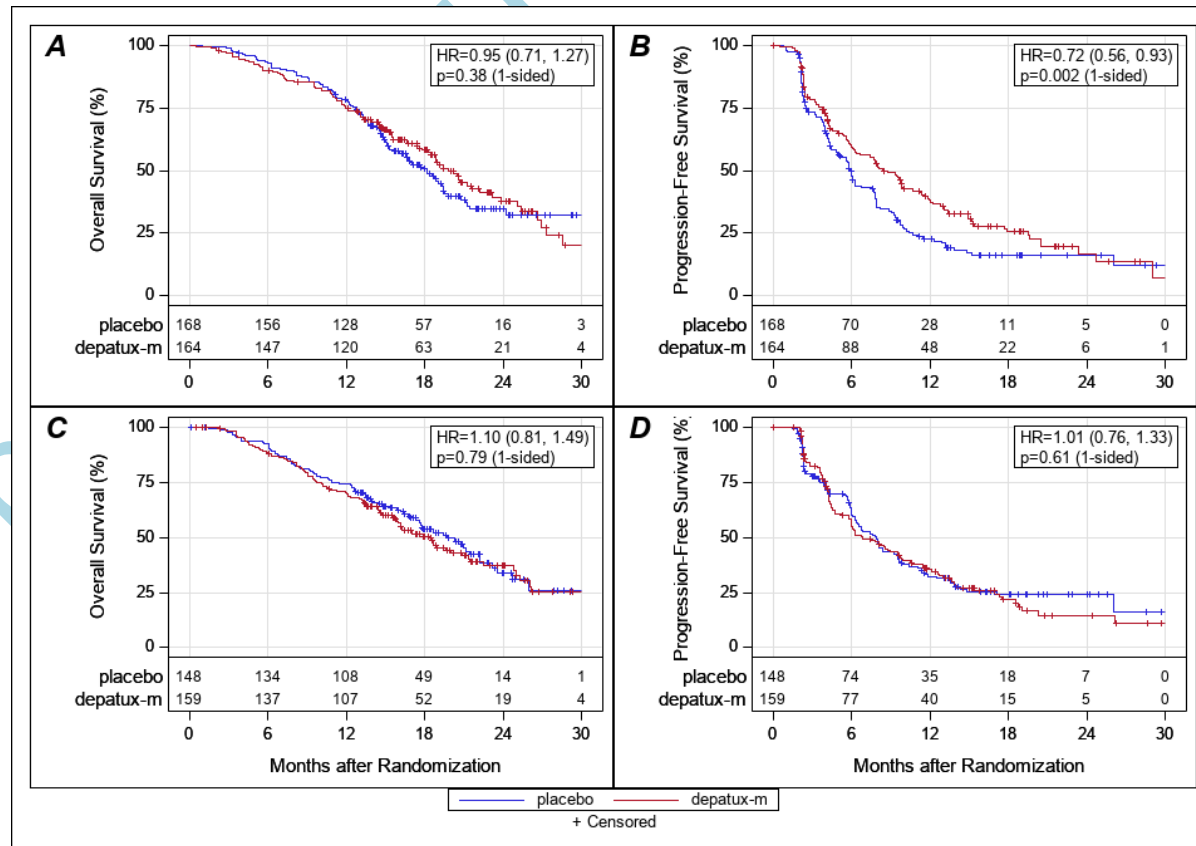 A
HR=0.95 (0.71, 1.27)
p=0.38 (1-sided)
Overall Survival (%)
100
75
50
25
0
placebo 168 156 128 57 16 3
depatux-m 164 147 120 63 21 4
0 6 12 18 24 30
B
HR=0.72 (0.56, 0.93)
p=0.002 (1-sided)
Progression-Free Survival (%)
100
75
50
25
0
placebo 168 70 28 11 5 0
depatux-m 164 88 48 22 6 1
0 6 12 18 24 30
C
HR=1.10 (0.81, 1.49)
p=0.79 (1-sided)
Overall Survival (%)
100
75
50
25
0
placebo 148 134 108 49 14 1
depatux-m 159 137 107 52 19 4
0 6 12 18 24 30
Months after Randomization
D
HR=1.01 (0.76, 1.33)
p=0.61 (1-sided)
Progression-Free Survival (%)
100
75
50
25
0
placebo 148 74 35 18 7 0
depatux-m 159 77 40 15 5 0
0 6 12 18 24 30
Months after Randomization
placebo depatux-m
+ Censored